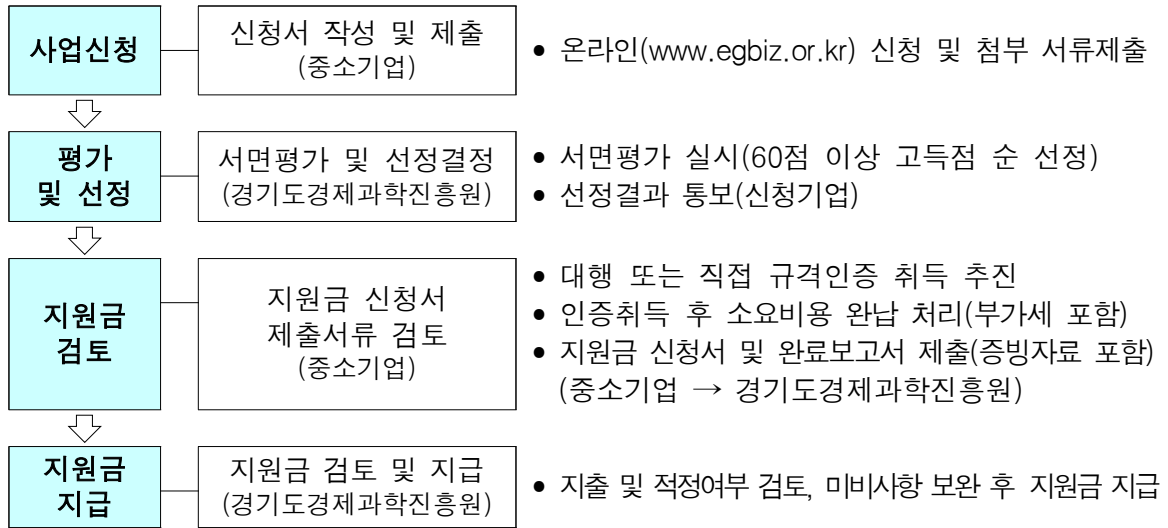 사업신청
신청서 작성 및 제출
(중소기업)
• 온라인(www.egbiz.or.kr) 신청 및 첨부 서류제출
평가
및 선정
서면평가 및 선정결정
(경기도경제과학진흥원)
• 서면평가 실시(60점 이상 고득점 순 선정)
• 선정결과 통보(신청기업)
지원금
검토
지원금 신청서
제출서류 검토
(중소기업)
• 대행 또는 직접 규격인증 취득 추진
• 인증취득 후 소요비용 완납 처리(부가세 포함)
• 지원금 신청서 및 완료보고서 제출(증빙자료 포함)
(중소기업 → 경기도경제과학진흥원)
지원금
지급
지원금 검토 및 지급
(경기도경제과학진흥원)
• 지출 및 적정여부 검토, 미비사항 보완 후 지원금 지급